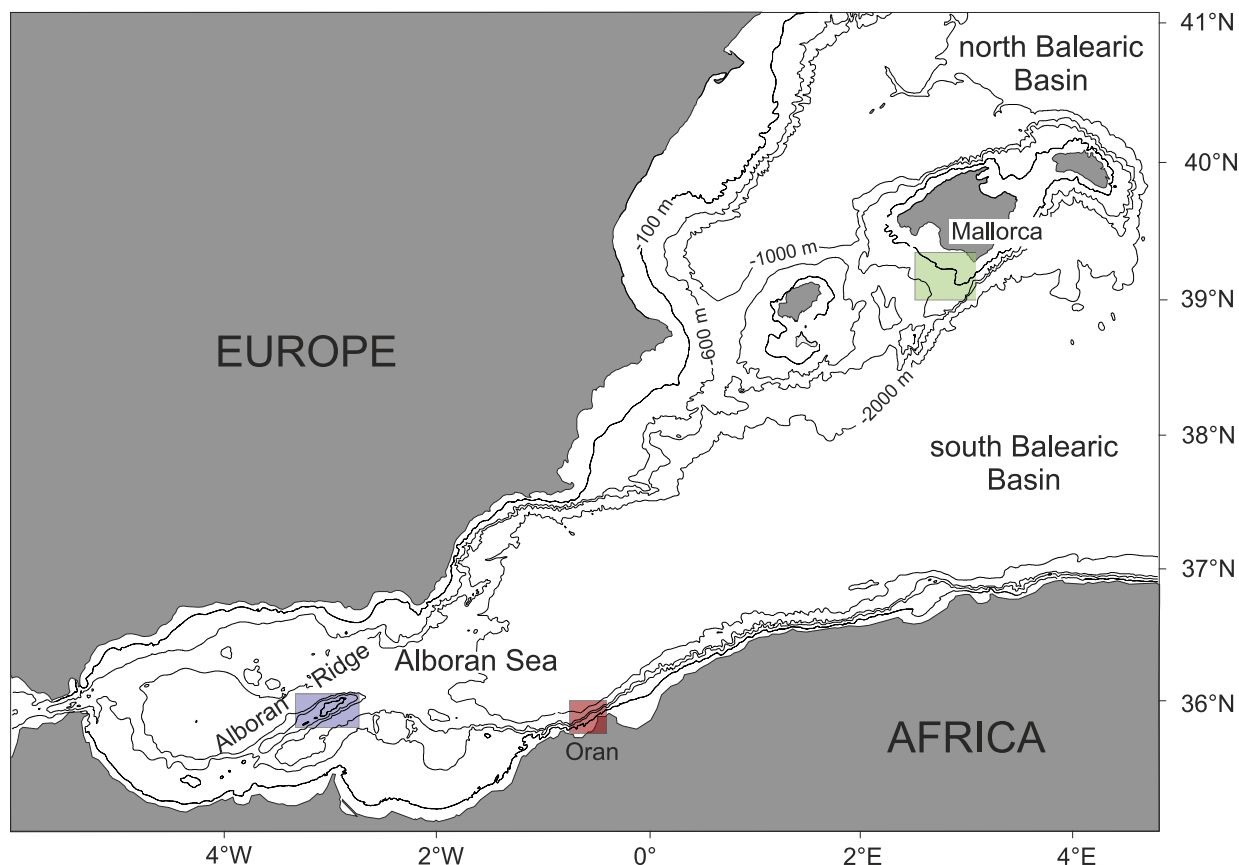 41°N
north Balearic
Basin
40°N
Mallorca
-100 m
-1000 m
39°N
-600 m
EUROPE
-2000 m
38°N
south Balearic
Basin
37°N
Alboran Sea
Alboran Ridge
36°N
Oran
AFRICA
4°W
2°W
0°
2°E
4°E